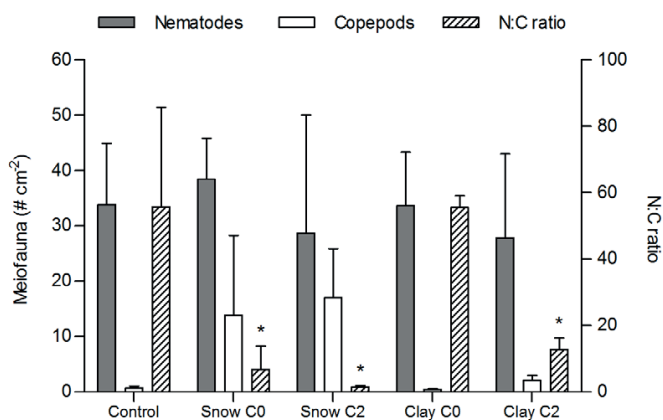 Nematodes Copepods N:C ratio
60 100
50
80
40
60
30
40
20
20
10
0 0
Meiofauna (# cm-2)
N:C ratio
* * *
Control Snow C0 Snow C2 Clay C0 Clay C2